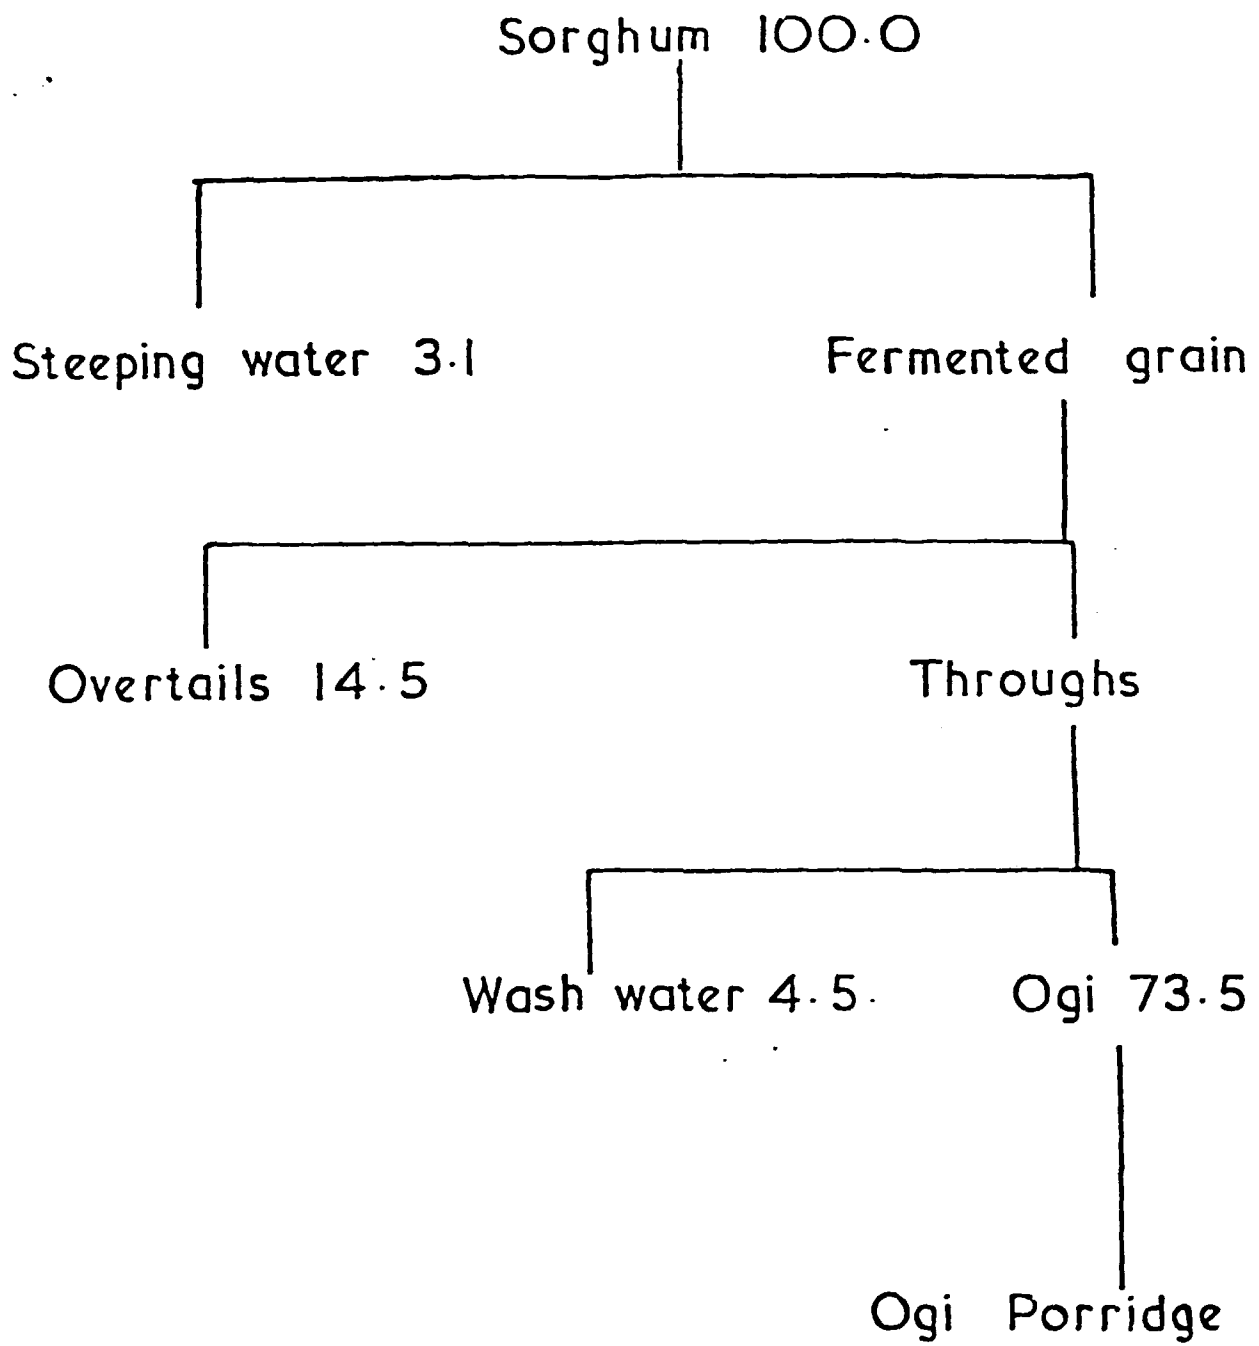 Sorghum 100.0
Steeping water 3.1
Fermented grain
Overtails 14.5
Throughs
Wash water 4.5.
Ogi 73.5
Ogi Porridge